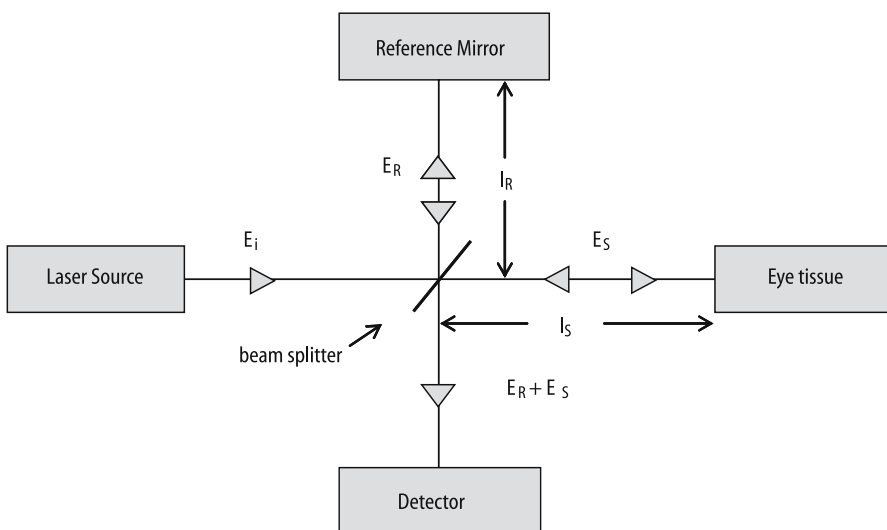 Reference Mirror
E_R
l_R
E_i
E_S
Laser Source
Eye tissue
l_S
beam splitter
E_R + E_S
Detector